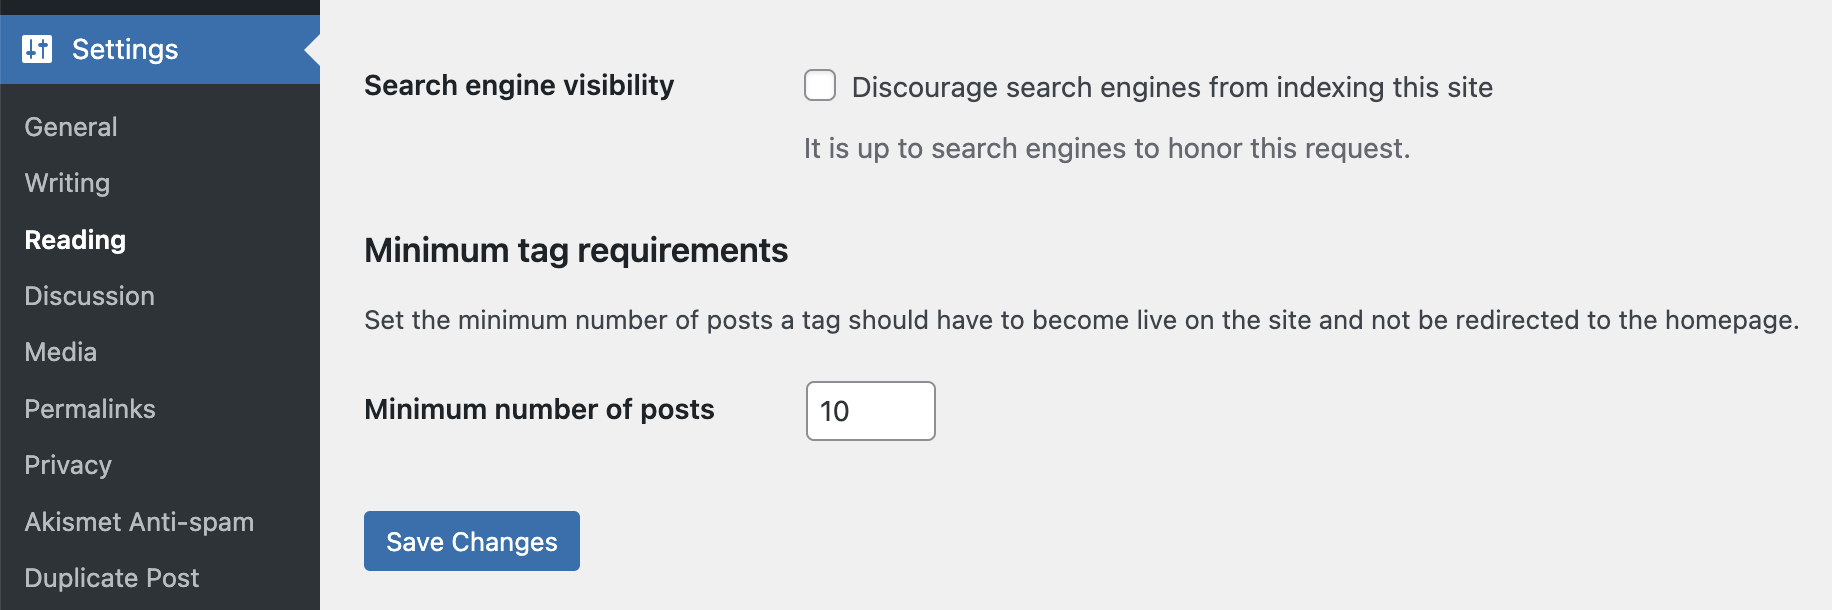 Settings
General
Writing
Reading
Discussion
Media
Permalinks
Privacy
Akismet Anti-spam
Duplicate Post
Search engine visibility
Discourage search engines from indexing this site
It is up to search engines to honor this request.
Minimum tag requirements
Set the minimum number of posts a tag should have to become live on the site and not be redirected to the homepage.
Minimum number of posts
10
Save Changes